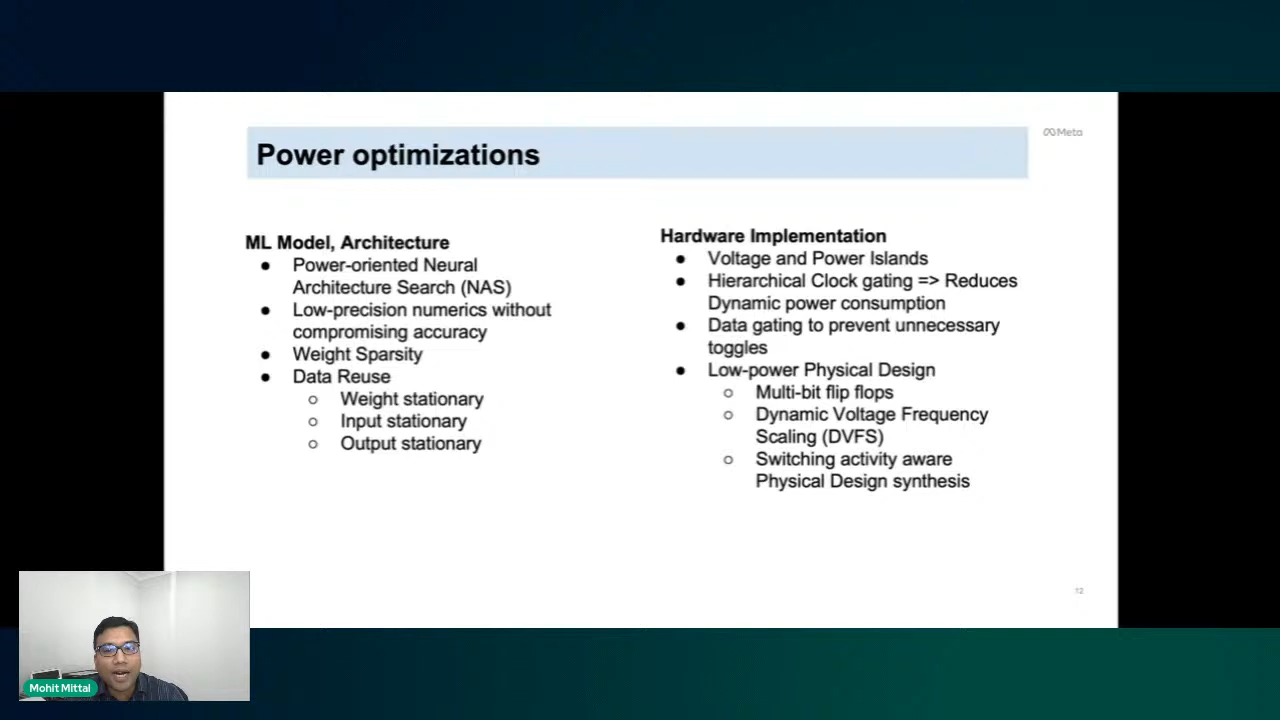 Meta
Power optimizations
ML Model, Architecture
● Power-oriented Neural
Architecture Search (NAS)
● Low-precision numerics without
compromising accuracy
● Weight Sparsity
● Data Reuse
○ Weight stationary
○ Input stationary
○ Output stationary
Hardware Implementation
● Voltage and Power Islands
● Hierarchical Clock gating => Reduces
Dynamic power consumption
● Data gating to prevent unnecessary
toggles
● Low-power Physical Design
○ Multi-bit flip flops
○ Dynamic Voltage Frequency
Scaling (DVFS)
○ Switching activity aware
Physical Design synthesis
12
Mohit Mittal